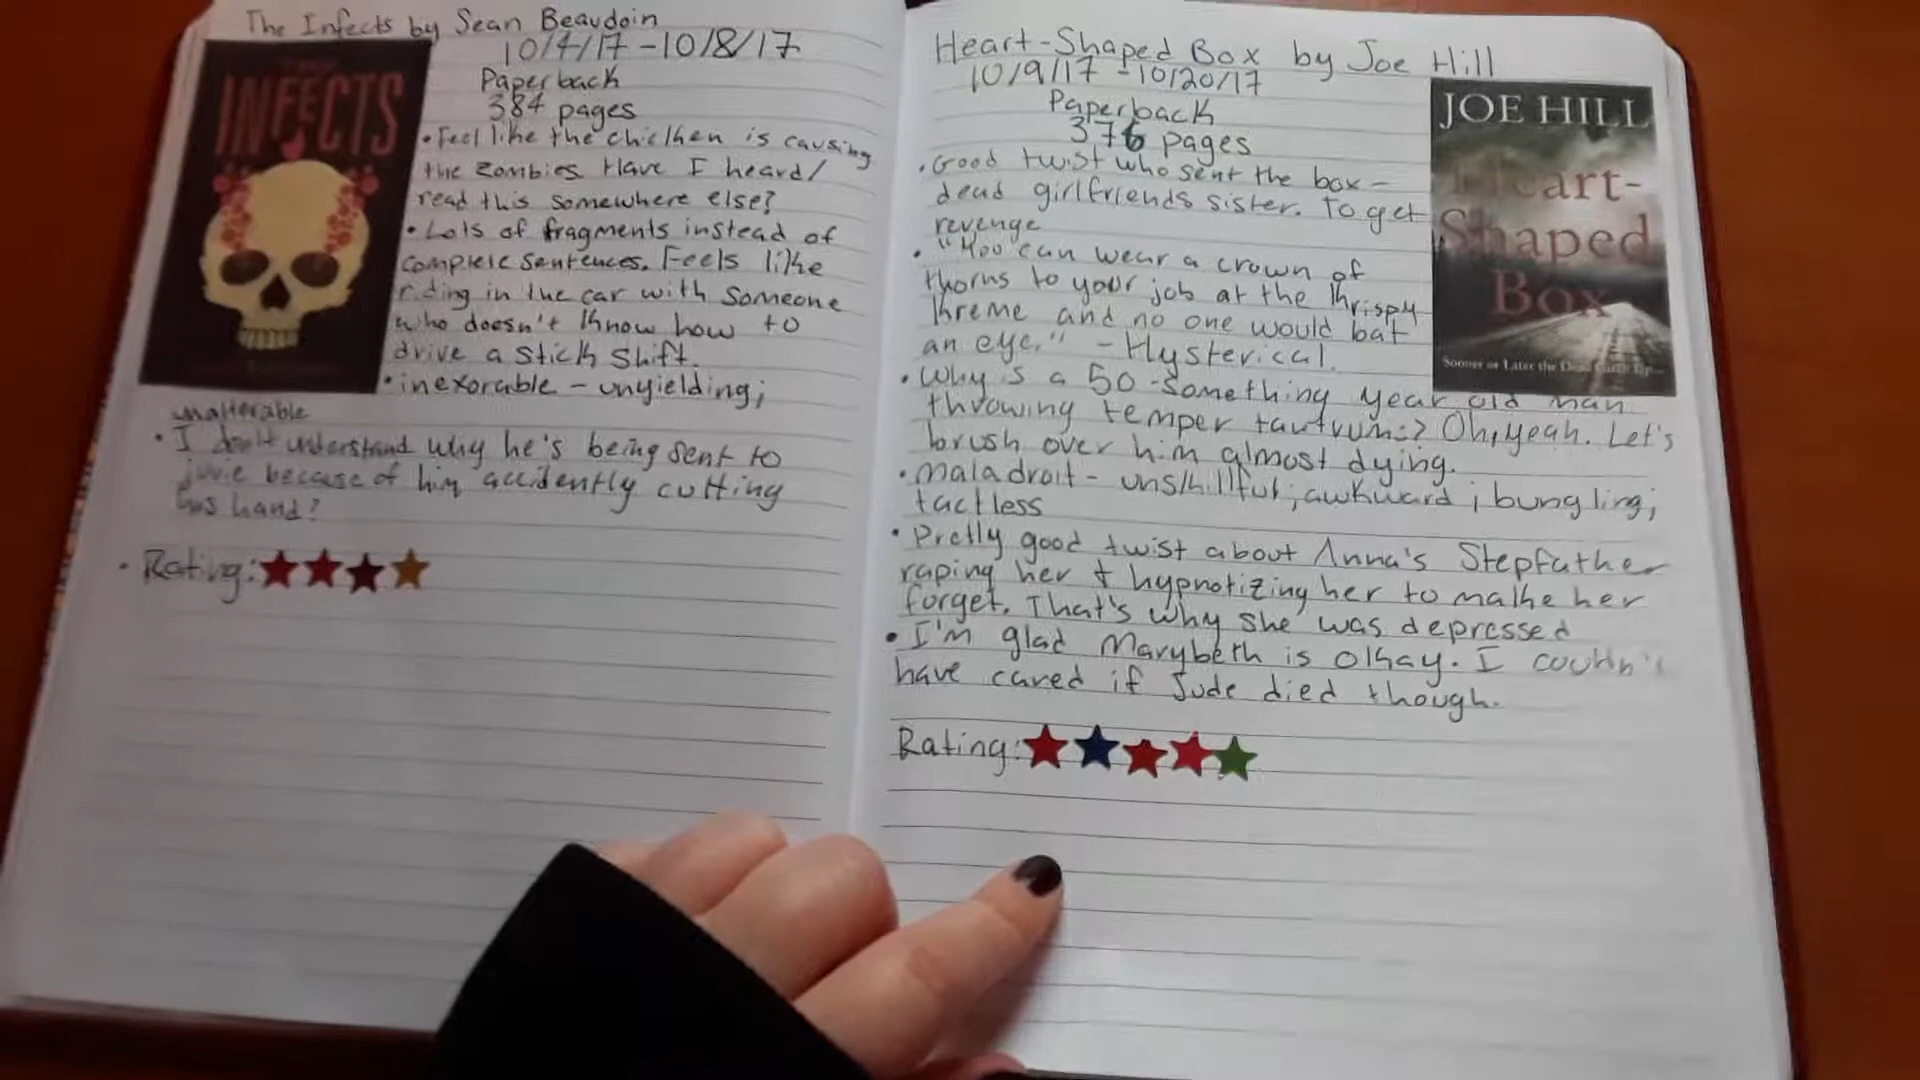 The Infects by Sean Beaudoin
10/4/17 - 10/8/17
Paperback
384 pages
INFECTS
• Feel like the chicken is causing
the zombies. Have I heard/
read this somewhere else?
• Lots of fragments instead of
complete sentences. Feels like
riding in the car with someone
who doesn't know how to
drive a stick shift.
• inexorable - unyielding;
unalterable
• I don't understand why he's being sent to
juvie because of him accidently cutting
his hand?
• Rating:
Heart-Shaped Box by Joe Hill
10/9/17 - 10/20/17
Paperback
376 pages
JOE HILL
Heart-
Shaped
Box
Sooner or Later the Dead Catch Up...
• Good twist who sent the box -
dead girlfriends sister. To get
revenge
• "You can wear a crown of
thorns to your job at the Krispy
Kreme and no one would bat
an eye." - Hysterical.
• Why's a 50-something year old man
throwing temper tantrums? Oh, yeah. Let's
brush over him almost dying.
• maladroit - unskillful; awkward; bungling;
tactless
• Pretty good twist about Anna's Stepfather
raping her & hypnotizing her to make her
forget. That's why she was depressed
• I'm glad Marybeth is okay. I couldn't
have cared if Jude died though.
Rating: